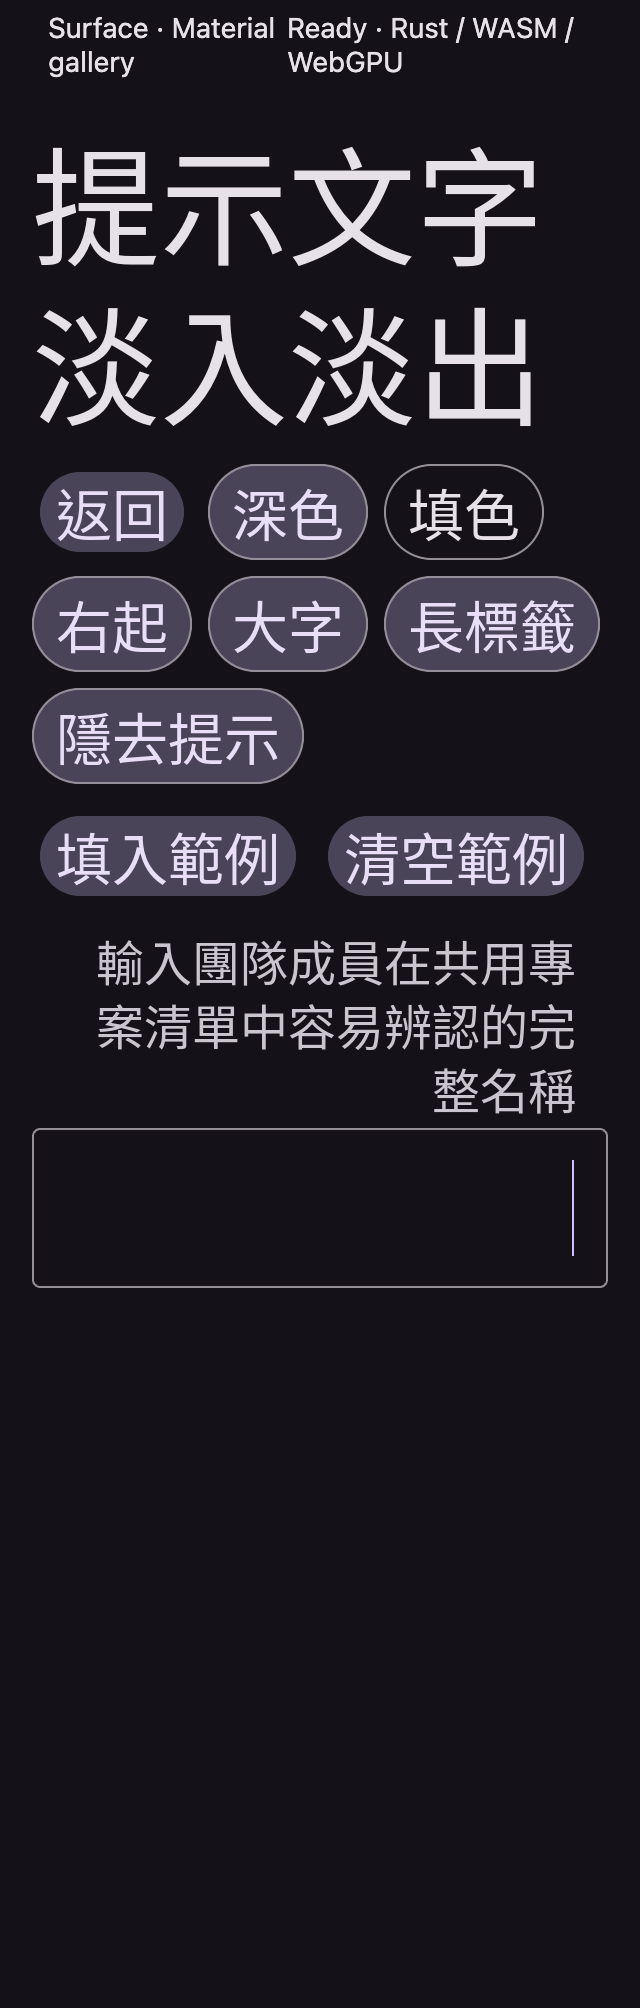 Surface · Material gallery
Ready · Rust / WASM / WebGPU
提示文字
淡入淡出
返回 深色 填色
右起 大字 長標籤
隱去提示
填入範例 清空範例
輸入團隊成員在共用專
案清單中容易辨認的完
整名稱